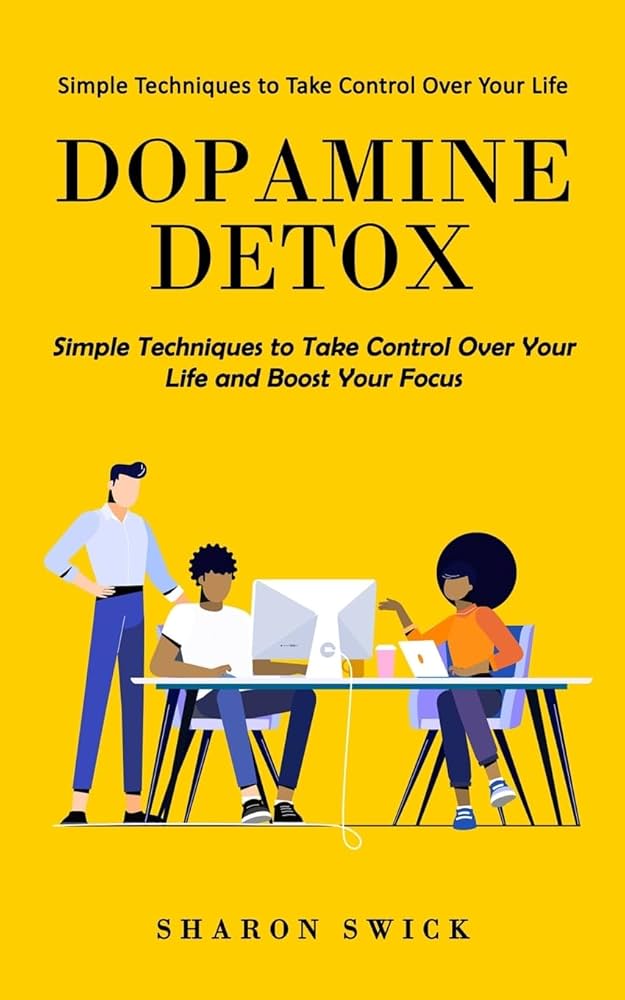 Simple Techniques to Take Control Over Your Life
DOPAMINE
DETOX
Simple Techniques to Take Control Over Your
Life and Boost Your Focus
SHARON SWICK